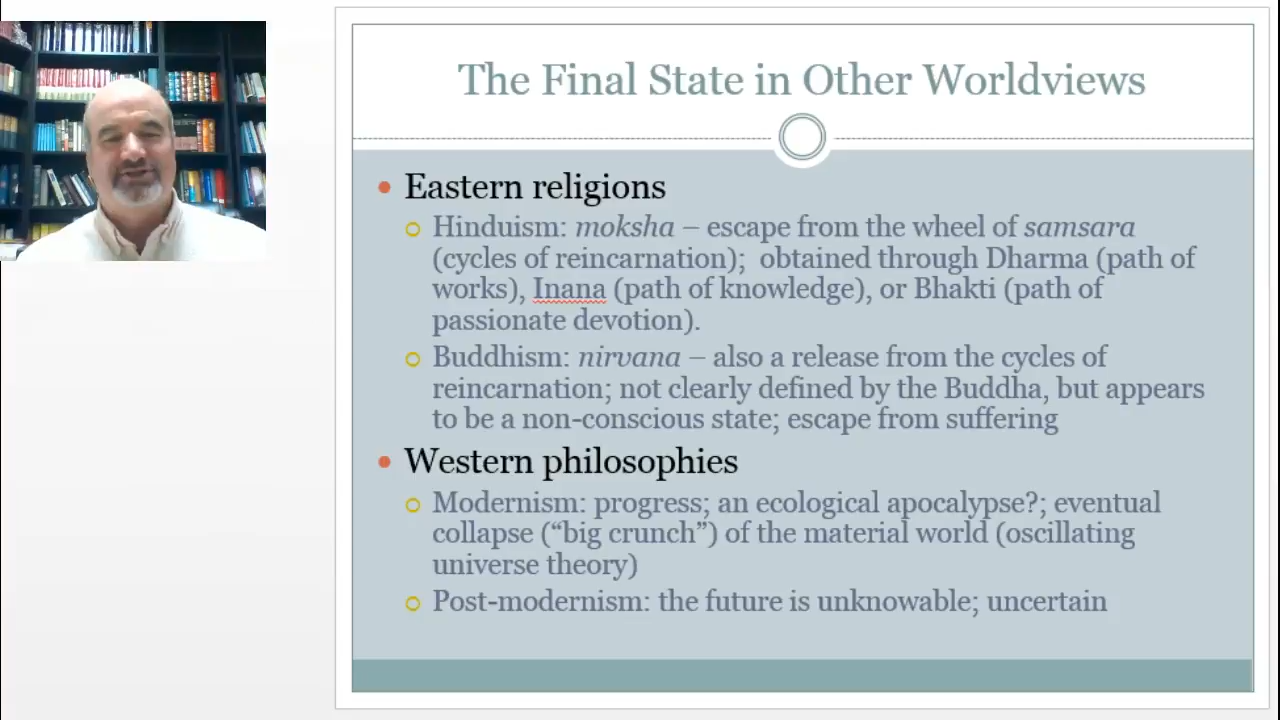 The Final State in Other Worldviews
Eastern religions
Hinduism: moksha – escape from the wheel of samsara
(cycles of reincarnation);  obtained through Dharma (path of
works), Inana (path of knowledge), or Bhakti (path of
passionate devotion).
Buddhism: nirvana – also a release from the cycles of
reincarnation; not clearly defined by the Buddha, but appears
to be a non-conscious state; escape from suffering
Western philosophies
Modernism: progress; an ecological apocalypse?; eventual
collapse (“big crunch”) of the material world (oscillating
universe theory)
Post-modernism: the future is unknowable; uncertain